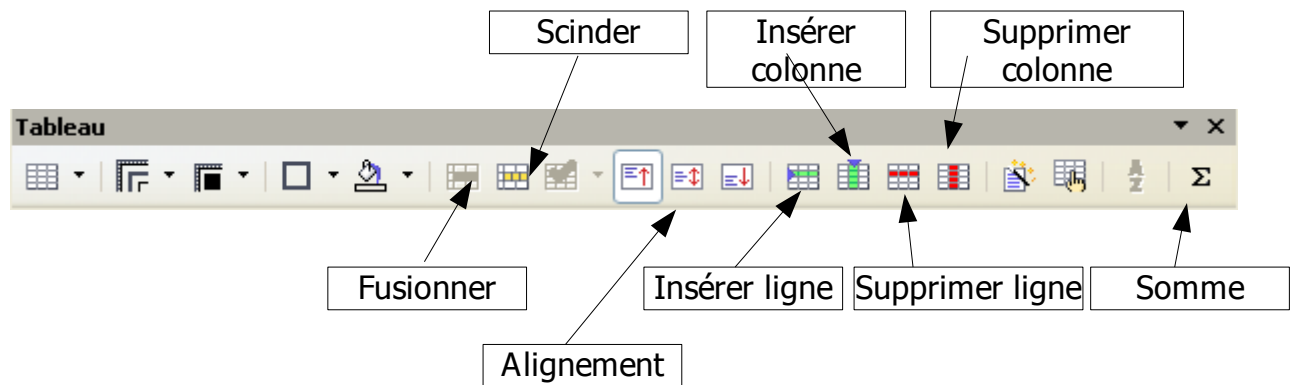 Scinder
Insérer
colonne
Supprimer
colonne
Tableau
A
Z
Σ
Fusionner
Insérer ligne
Supprimer ligne
Somme
Alignement